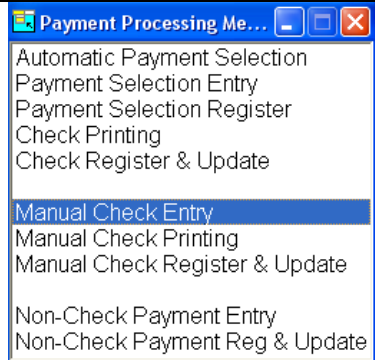 Payment Processing Me...
Automatic Payment Selection
Payment Selection Entry
Payment Selection Register
Check Printing
Check Register & Update
Manual Check Entry
Manual Check Printing
Manual Check Register & Update
Non-Check Payment Entry
Non-Check Payment Reg & Update